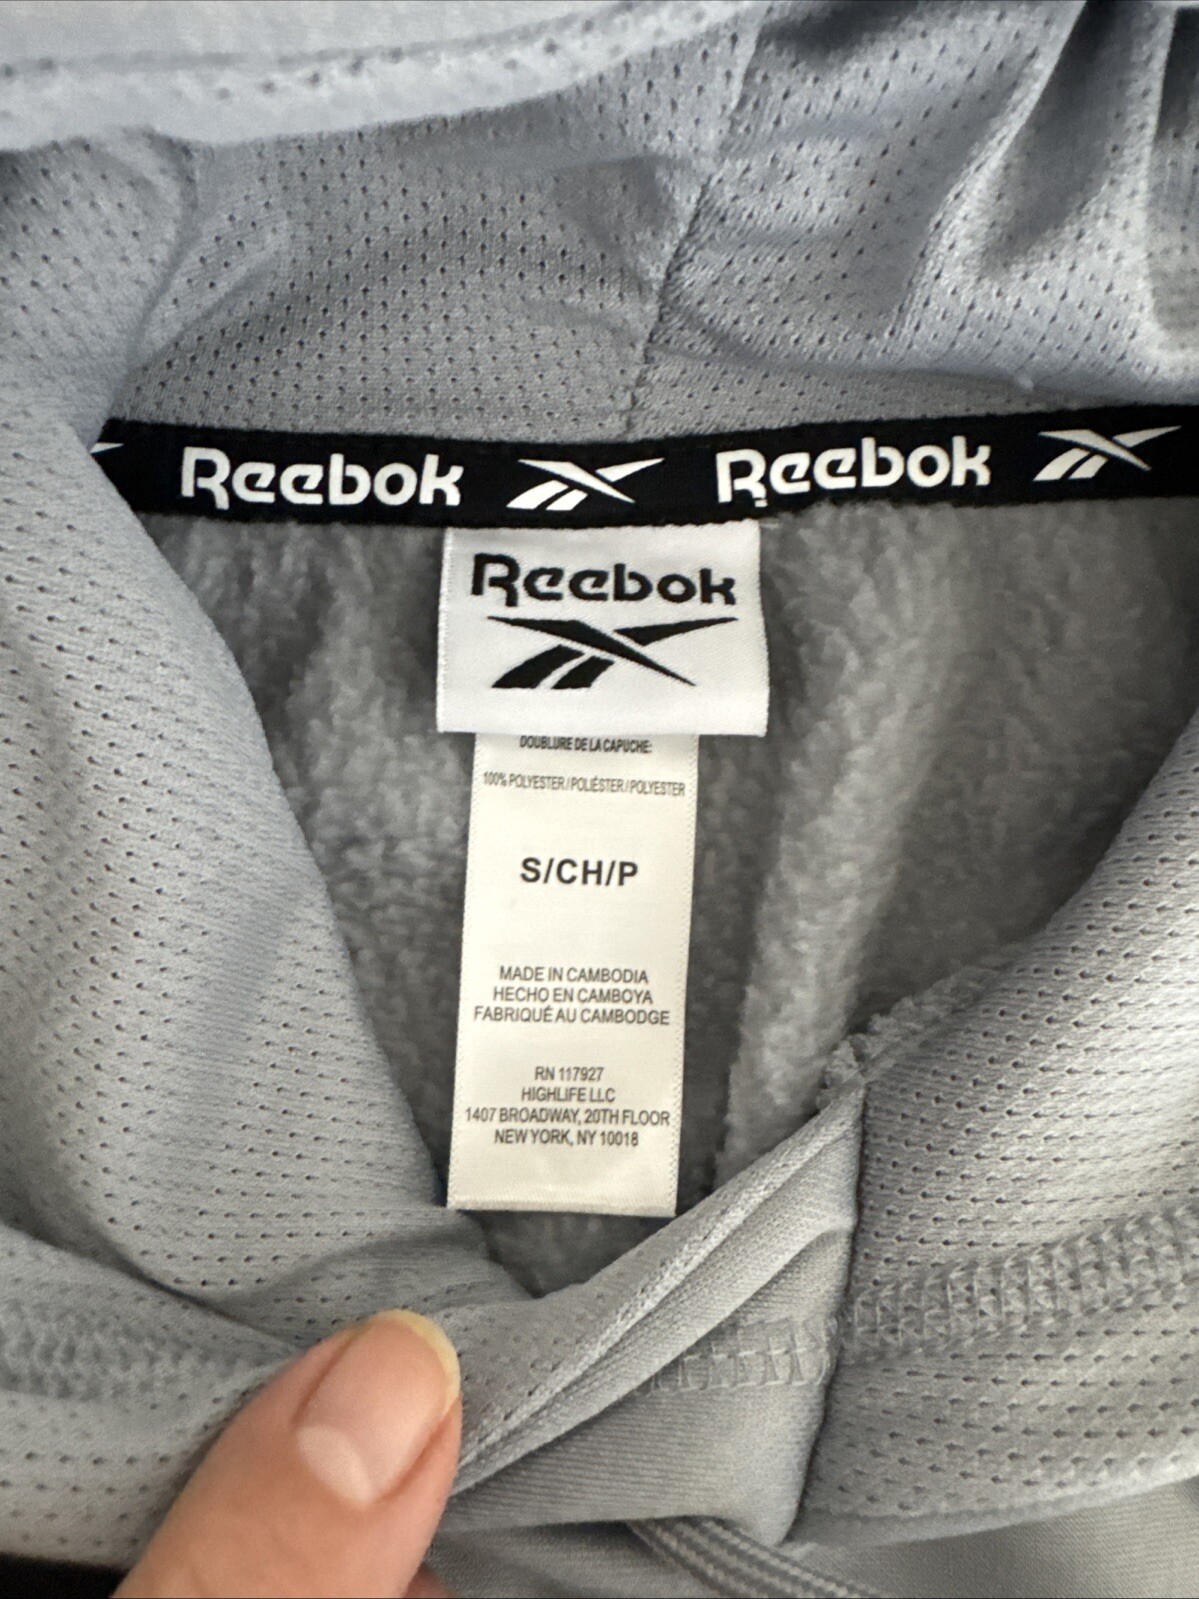 Reebok Reebok
Reebok
DOUBLURE DE LA CAPUCHE:
100% POLYESTER / POLIÉSTER / POLYESTER
S/CH/P
MADE IN CAMBODIA
HECHO EN CAMBOYA
FABRIQUÉ AU CAMBODGE
RN 117927
HIGHLIFE LLC
1407 BROADWAY, 20TH FLOOR
NEW YORK, NY 10018